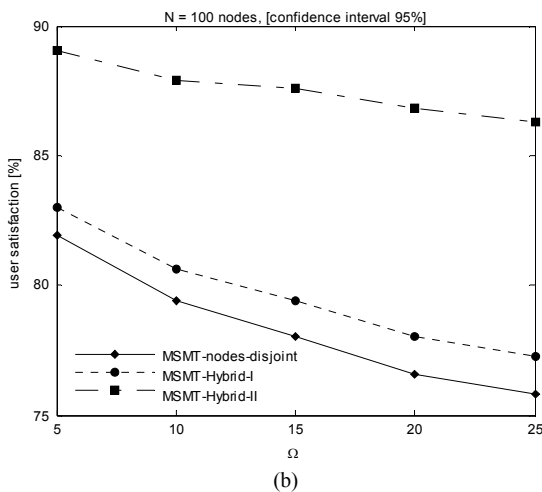 N = 100 nodes, [confidence interval 95%]
90
85
80
75
user satisfaction [%]
MSMT-nodes-disjoint
MSMT-Hybrid-I
MSMT-Hybrid-II
5 10 15 20 25
Ω
(b)